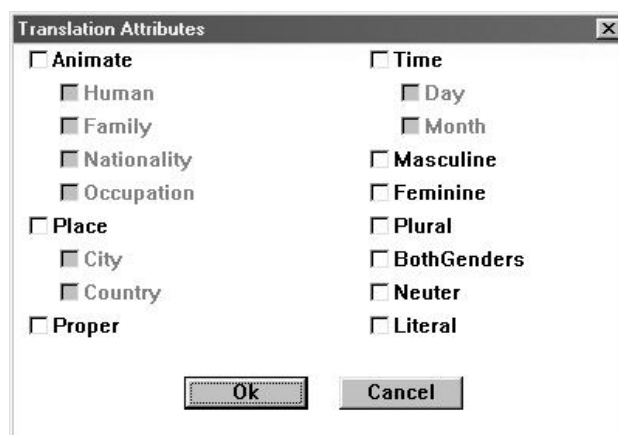 Translation Attributes
Animate
Human
Family
Nationality
Occupation
Place
City
Country
Proper
Time
Day
Month
Masculine
Feminine
Plural
BothGenders
Neuter
Literal
Ok
Cancel